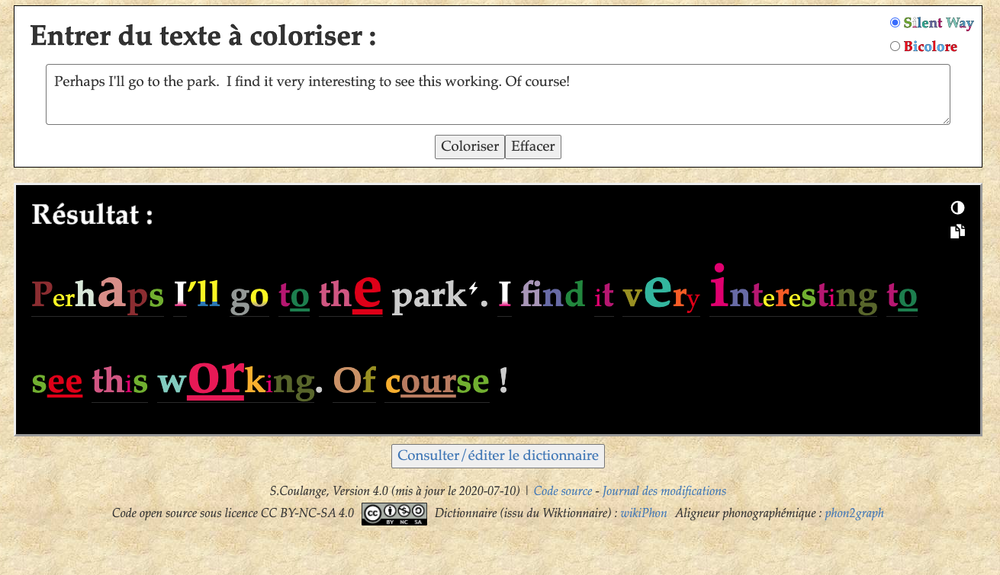 Entrer du texte à coloriser :
Silent Way
Bicolore
Perhaps I'll go to the park.  I find it very interesting to see this working. Of course!
Coloriser Effacer
Résultat :
Perhaps I’ll go to the park⚡. I find it very interesting to
see this working. Of course !
Consulter/éditer le dictionnaire
S.Coulange, Version 4.0 (mis à jour le 2020-07-10) | Code source - Journal des modifications
Code open source sous licence CC BY-NC-SA 4.0 cc BY NC SA Dictionnaire (issu du Wiktionnaire) : wikiPhon Aligneur phonographémique : phon2graph